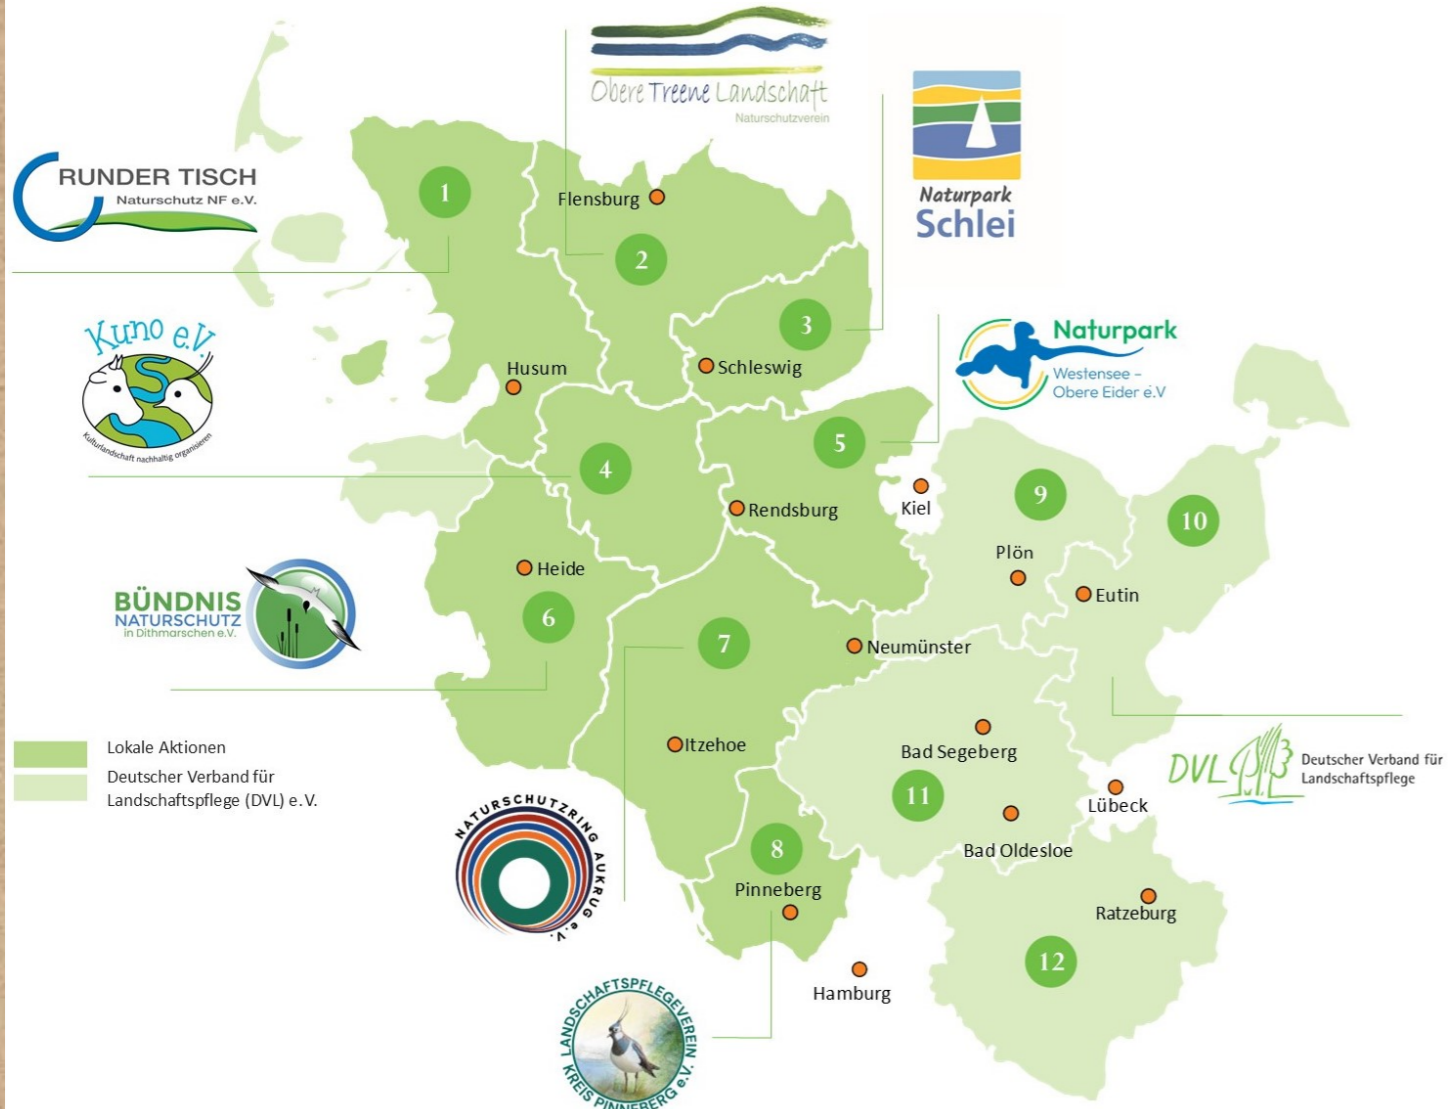 Obere Treene Landschaft
Naturschutzverein
Naturpark
Schlei
RUNDER TISCH
Naturschutz NF e.V.
1
Flensburg
2
3
Naturpark
Westensee –
Obere Eider e.V
Kuno e.V.
Kulturlandschaft nachhaltig organisieren
Husum
Schleswig
4
5
Rendsburg
Kiel
9
10
Plön
Eutin
BÜNDNIS
NATURSCHUTZ
in Dithmarschen e.V.
Heide
6
7
Neumünster
Itzehoe
Bad Segeberg
11
Bad Oldesloe
Lübeck
DVL
Deutscher Verband für
Landschaftspflege
Lokale Aktionen
Deutscher Verband für
Landschaftspflege (DVL) e.V.
NATURSCHUTZRING AUKRUG e.V.
8
Pinneberg
Ratzeburg
12
Hamburg
LANDSCHAFTSPFLEGEVEREIN
KREIS PINNEBERG e.V.